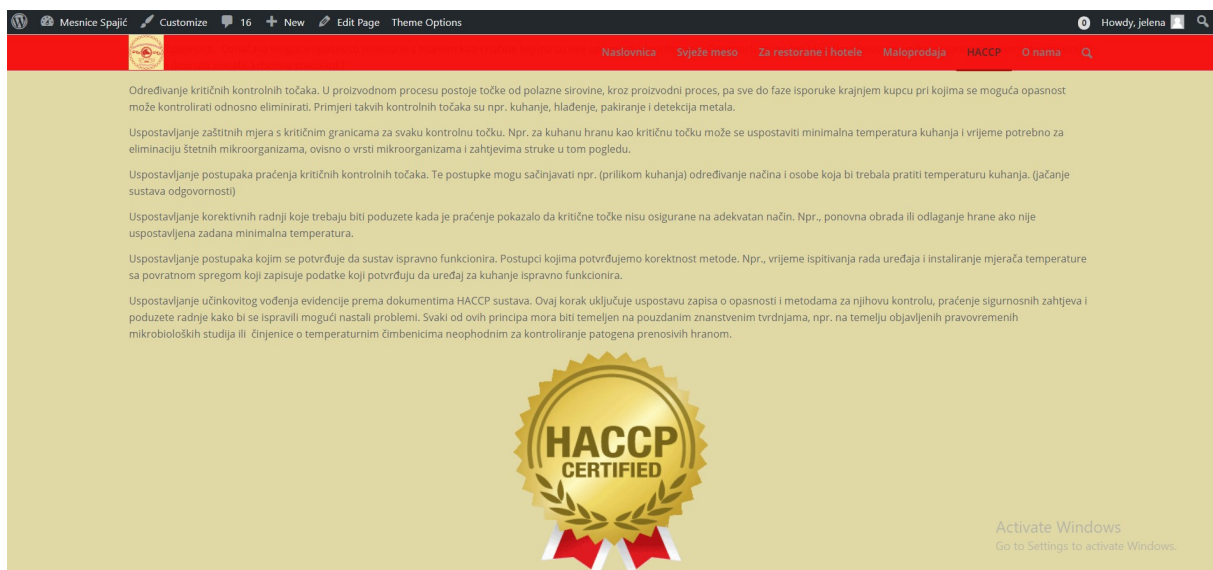 Mesnice Spajić Customize 16 New Edit Page Theme Options 0 Howdy, jelena
Naslovnica Svježe meso Za restorane i hotele Maloprodaja HACCP O nama
Određivanje kritičnih kontrolnih točaka. U proizvodnom procesu postoje točke od polazne sirovine, kroz proizvodni proces, pa sve do faze isporuke krajnjem kupcu pri kojima se moguća opasnost
može kontrolirati odnosno eliminirati. Primjeri takvih kontrolnih točaka su npr. kuhanje, hlađenje, pakiranje i detekcija metala.
Uspostavljanje zaštitnih mjera s kritičnim granicama za svaku kontrolnu točku. Npr. za kuhanu hranu kao kritičnu točku može se uspostaviti minimalna temperatura kuhanja i vrijeme potrebno za
eliminaciju štetnih mikroorganizama, ovisno o vrsti mikroorganizama i zahtjevima struke u tom pogledu.
Uspostavljanje postupaka praćenja kritičnih kontrolnih točaka. Te postupke mogu sačinjavati npr. (prilikom kuhanja) određivanje načina i osobe koja bi trebala pratiti temperaturu kuhanja. (jačanje
sustava odgovornosti)
Uspostavljanje korektivnih radnji koje trebaju biti poduzete kada je praćenje pokazalo da kritične točke nisu osigurane na adekvatan način. Npr., ponovna obrada ili odlaganje hrane ako nije
uspostavljena zadana minimalna temperatura.
Uspostavljanje postupaka kojim se potvrđuje da sustav ispravno funkcionira. Postupci kojima potvrđujemo korektnost metode. Npr., vrijeme ispitivanja rada uređaja i instaliranje mjerača temperature
sa povratnom spregom koji zapisuje podatke koji potvrđuju da uređaj za kuhanje ispravno funkcionira.
Uspostavljanje učinkovitog vođenja evidencije prema dokumentima HACCP sustava. Ovaj korak uključuje uspostavu zapisa o opasnosti i metodama za njihovu kontrolu, praćenje sigurnosnih zahtjeva i
poduzete radnje kako bi se ispravili mogući nastali problemi. Svaki od ovih principa mora biti temeljen na pouzdanim znanstvenim tvrdnjama, npr. na temelju objavljenih pravovremenih
mikrobioloških studija ili činjenice o temperaturnim čimbenicima neophodnim za kontroliranje patogena prenosivih hranom.
HACCP
CERTIFIED
Activate Windows
Go to Settings to activate Windows.